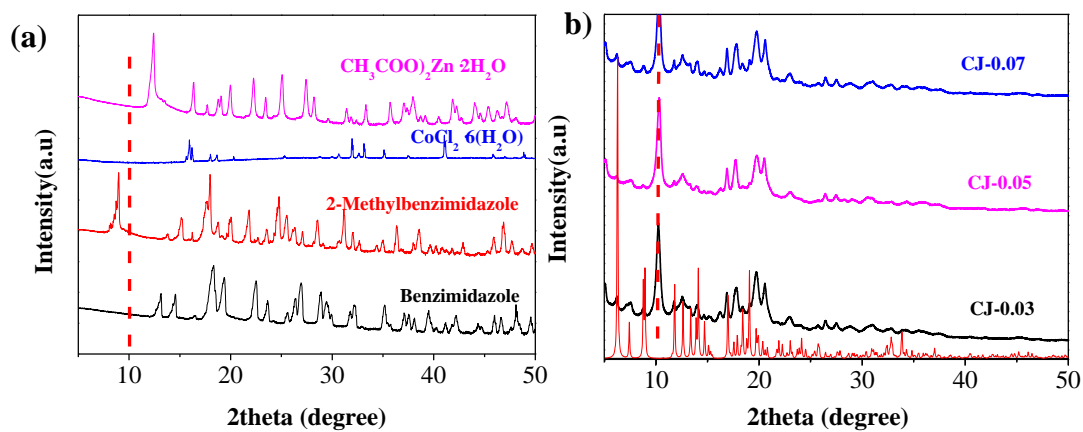 (a)
CH3COO)2Zn 2H2O
CoCl2 6(H2O)
2-Methylbenzimidazole
Benzimidazole
Intensity(a.u)
10 20 30 40 50
2theta (degree)
b)
CJ-0.07
CJ-0.05
CJ-0.03
Intensity(a.u)
10 20 30 40 50
2theta (degree)